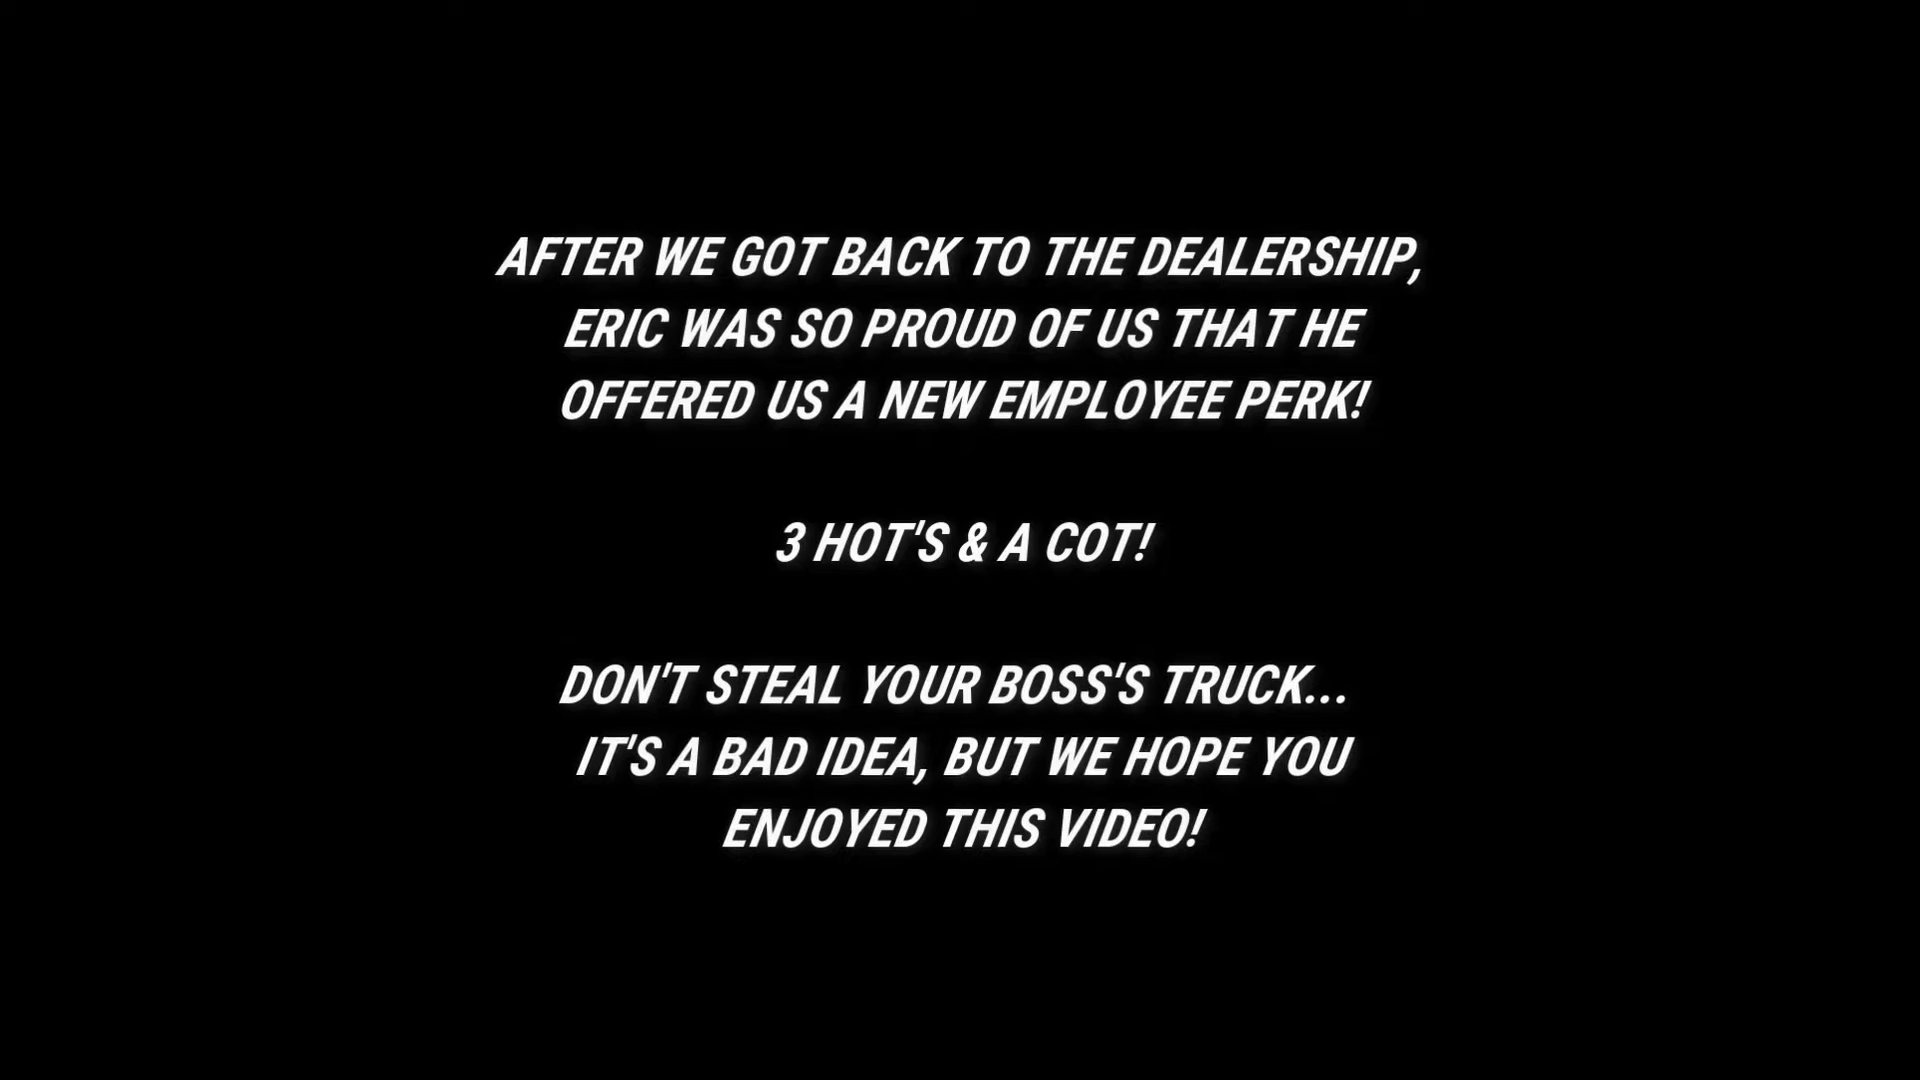 AFTER WE GOT BACK TO THE DEALERSHIP,
ERIC WAS SO PROUD OF US THAT HE
OFFERED US A NEW EMPLOYEE PERK!
3 HOT'S & A COT!
DON'T STEAL YOUR BOSS'S TRUCK...
IT'S A BAD IDEA, BUT WE HOPE YOU
ENJOYED THIS VIDEO!